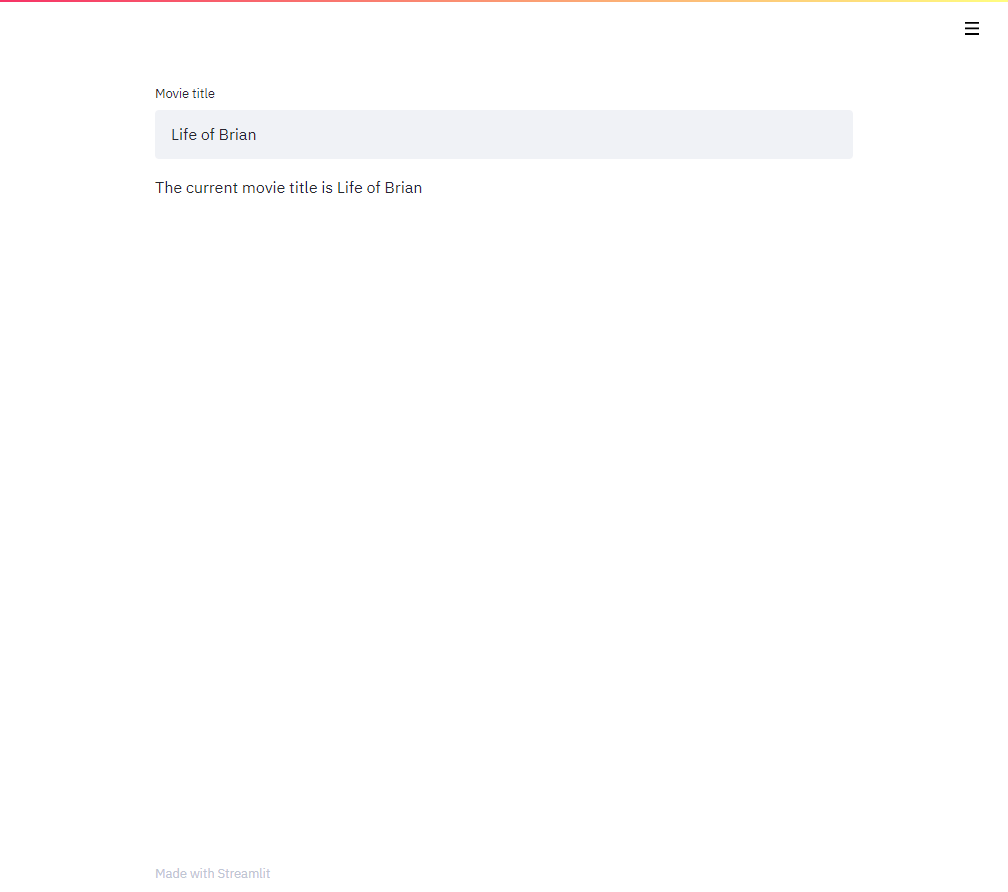 Movie title
Life of Brian
The current movie title is Life of Brian
Made with Streamlit